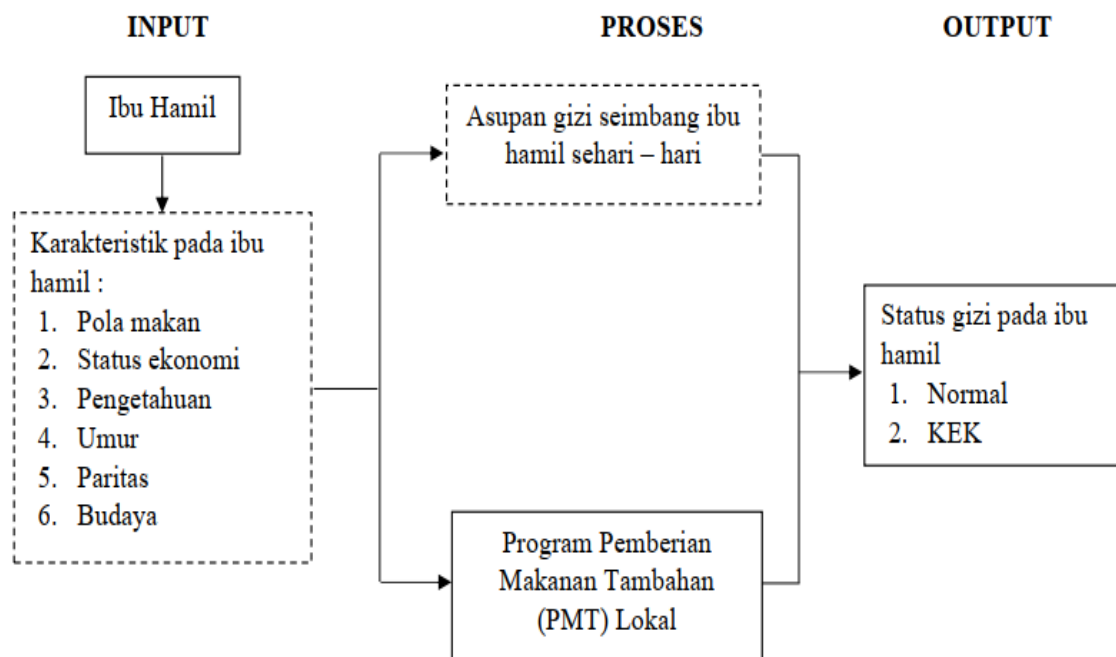 INPUT
PROSES
OUTPUT
Ibu Hamil
Karakteristik pada ibu
hamil :
1. Pola makan
2. Status ekonomi
3. Pengetahuan
4. Umur
5. Paritas
6. Budaya
Asupan gizi seimbang ibu
hamil sehari – hari
Program Pemberian
Makanan Tambahan
(PMT) Lokal
Status gizi pada ibu
hamil
1. Normal
2. KEK